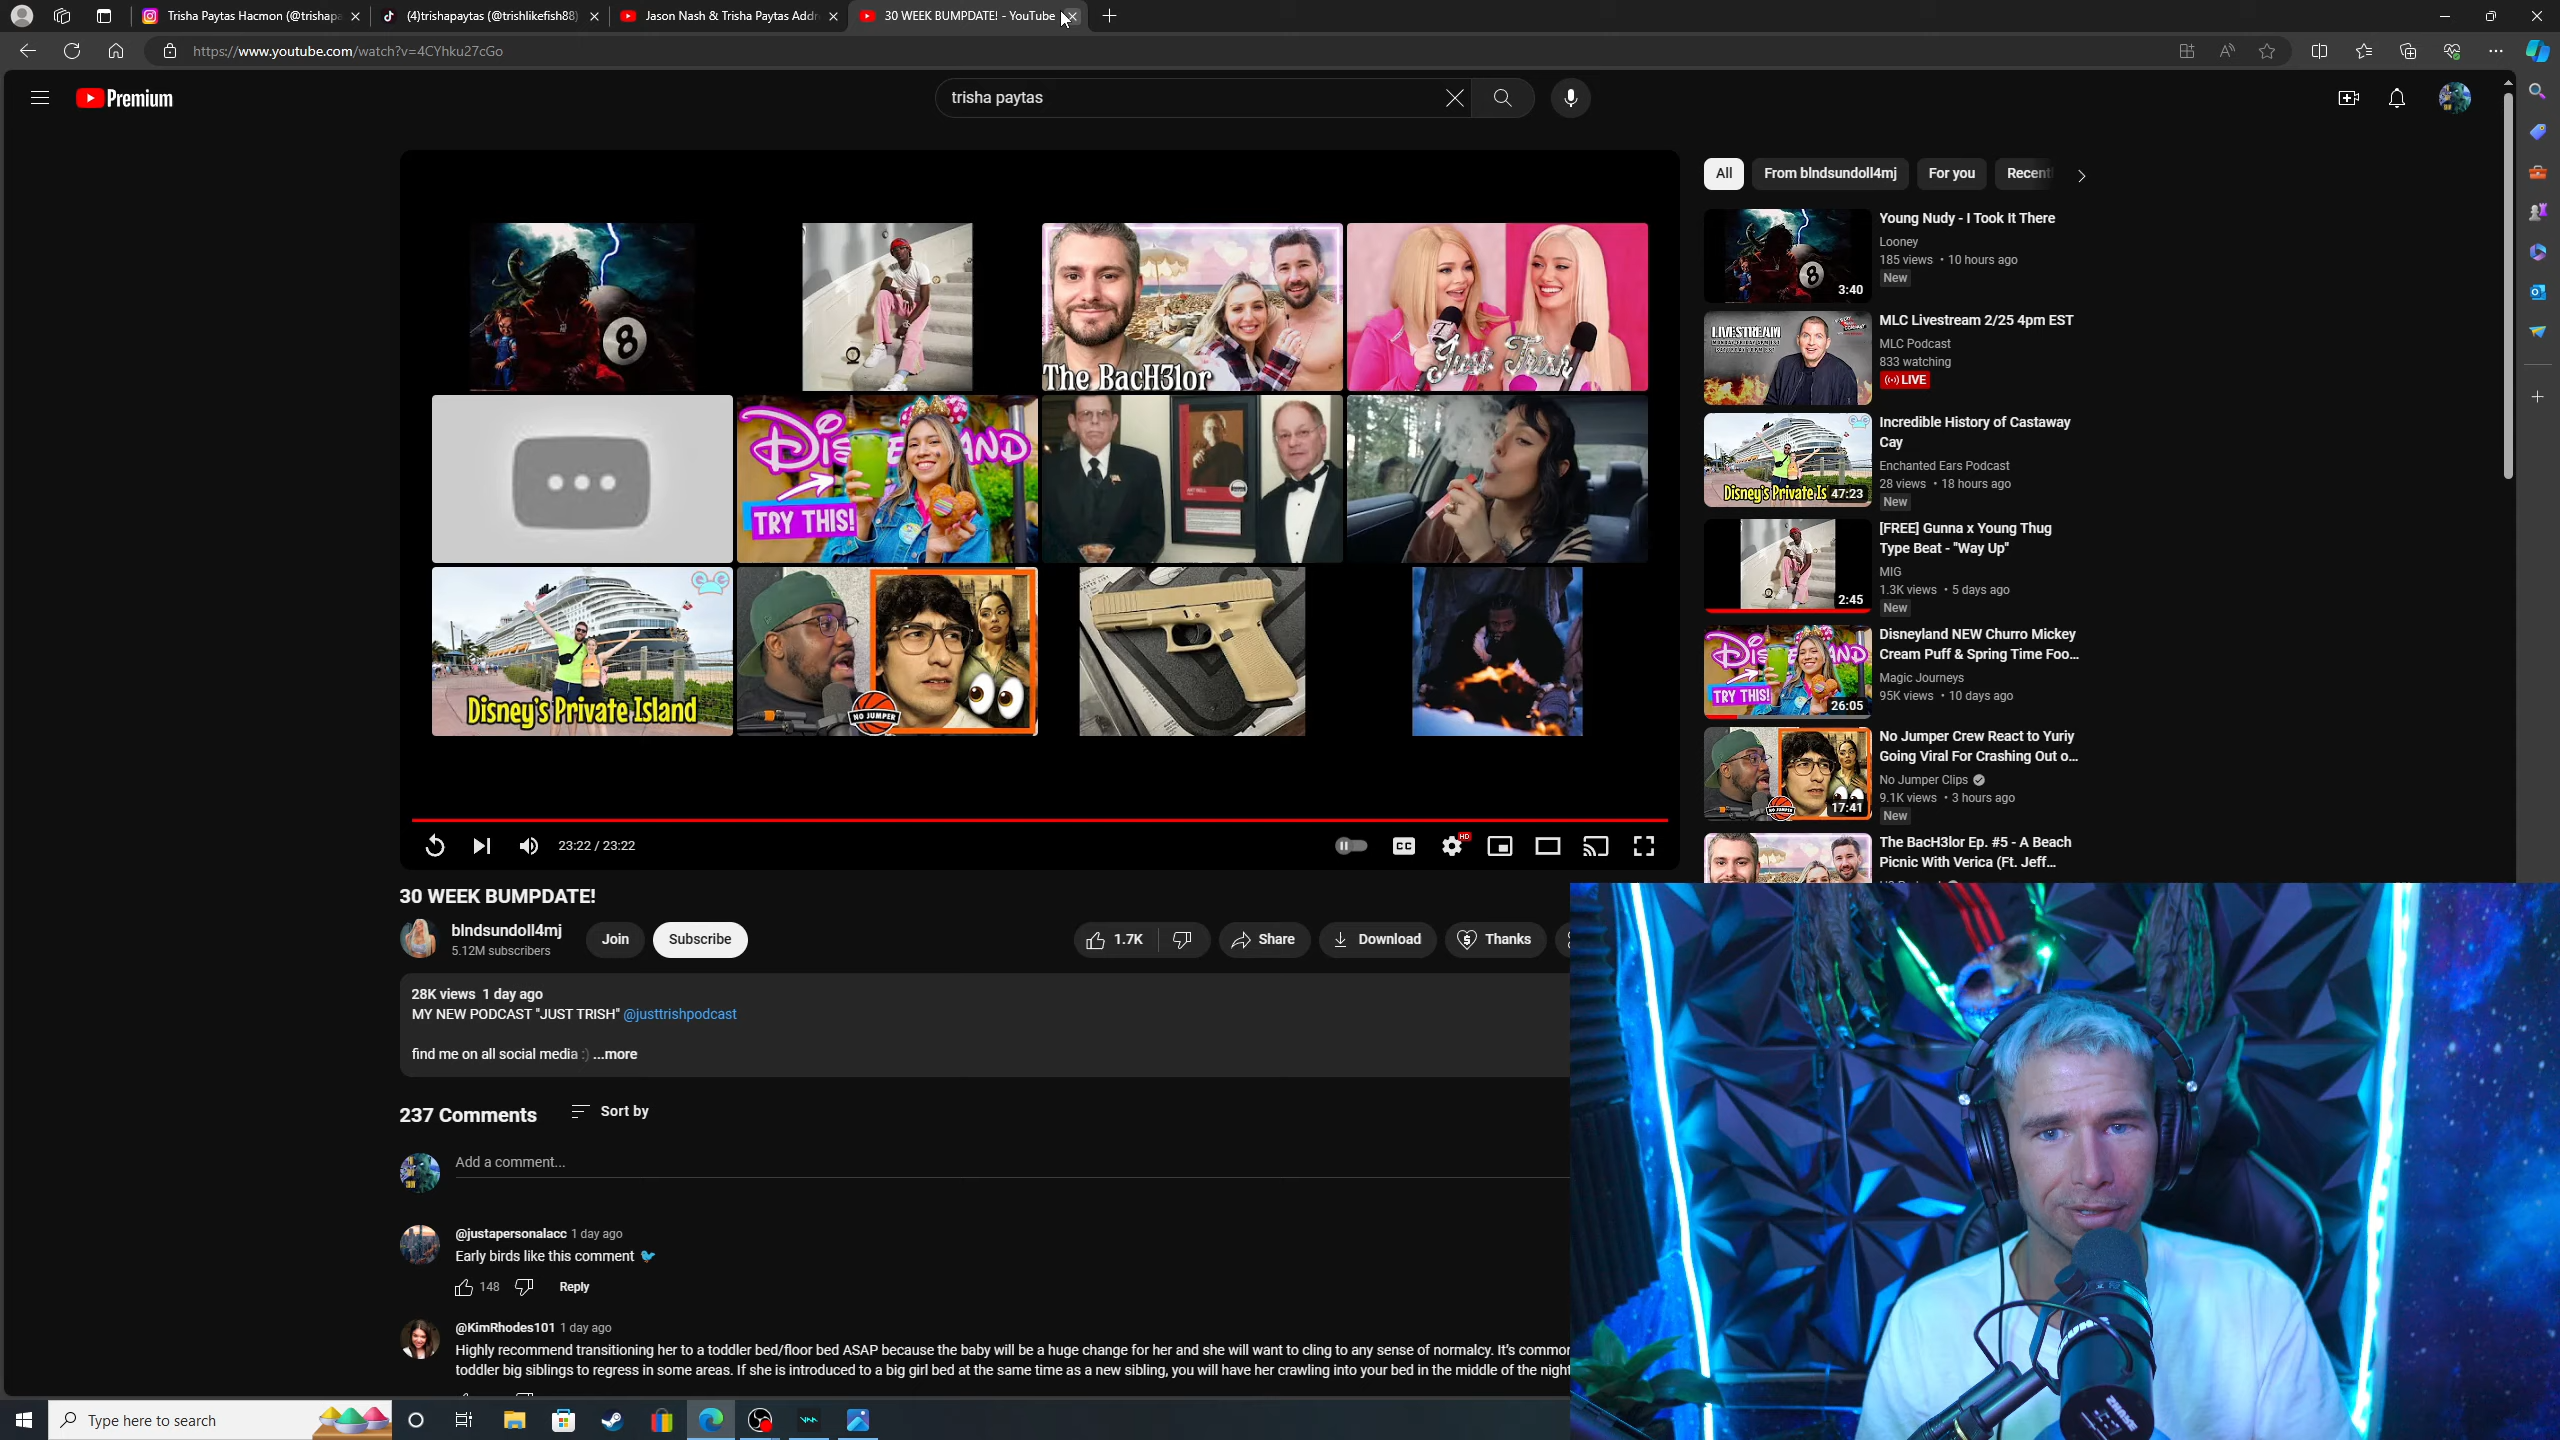 Trisha Paytas Hacmon (@trishapa
(4)trishapaytas (@trishlikefish88)
Jason Nash & Trisha Paytas Addr
30 WEEK BUMPDATE! - YouTube
https://www.youtube.com/watch?v=4CYhku27cGo
Premium
trisha paytas
All
From blndsundoll4mj
For you
Recent
8
The BacH3lor
Just Trish
DISNEYLAND
TRY THIS!
Disney's Private Island
NO JUMPER
Young Nudy - I Took It There
Looney
185 views • 10 hours ago
New
8
3:40
LIVESTREAM
MLC Livestream 2/25 4pm EST
MLC Podcast
833 watching
LIVE
Incredible History of Castaway
Cay
Enchanted Ears Podcast
28 views • 18 hours ago
New
Disney's Private Is
47:23
[FREE] Gunna x Young Thug
Type Beat - "Way Up"
MIG
1.3K views • 5 days ago
New
2:45
Disneyland NEW Churro Mickey
Cream Puff & Spring Time Foo...
Magic Journeys
95K views • 10 days ago
TRY THIS!
26:05
No Jumper Crew React to Yuriy
Going Viral For Crashing Out o...
No Jumper Clips
9.1K views • 3 hours ago
New
17:41
The BacH3lor Ep. #5 - A Beach
Picnic With Verica (Ft. Jeff...
23:22 / 23:22
CC
HD
30 WEEK BUMPDATE!
blndsundoll4mj
5.12M subscribers
Join
Subscribe
1.7K
Share
Download
Thanks
28K views 1 day ago
MY NEW PODCAST "JUST TRISH" @justtrishpodcast
find me on all social media :) ...more
237 Comments
Sort by
Add a comment...
@justapersonalacc 1 day ago
Early birds like this comment 🐦
148
Reply
@KimRhodes101 1 day ago
Highly recommend transitioning her to a toddler bed/floor bed ASAP because the baby will be a huge change for her and she will want to cling to any sense of normalcy. It's common
toddler big siblings to regress in some areas. If she is introduced to a big girl bed at the same time as a new sibling, you will have her crawling into your bed in the middle of the night
Type here to search